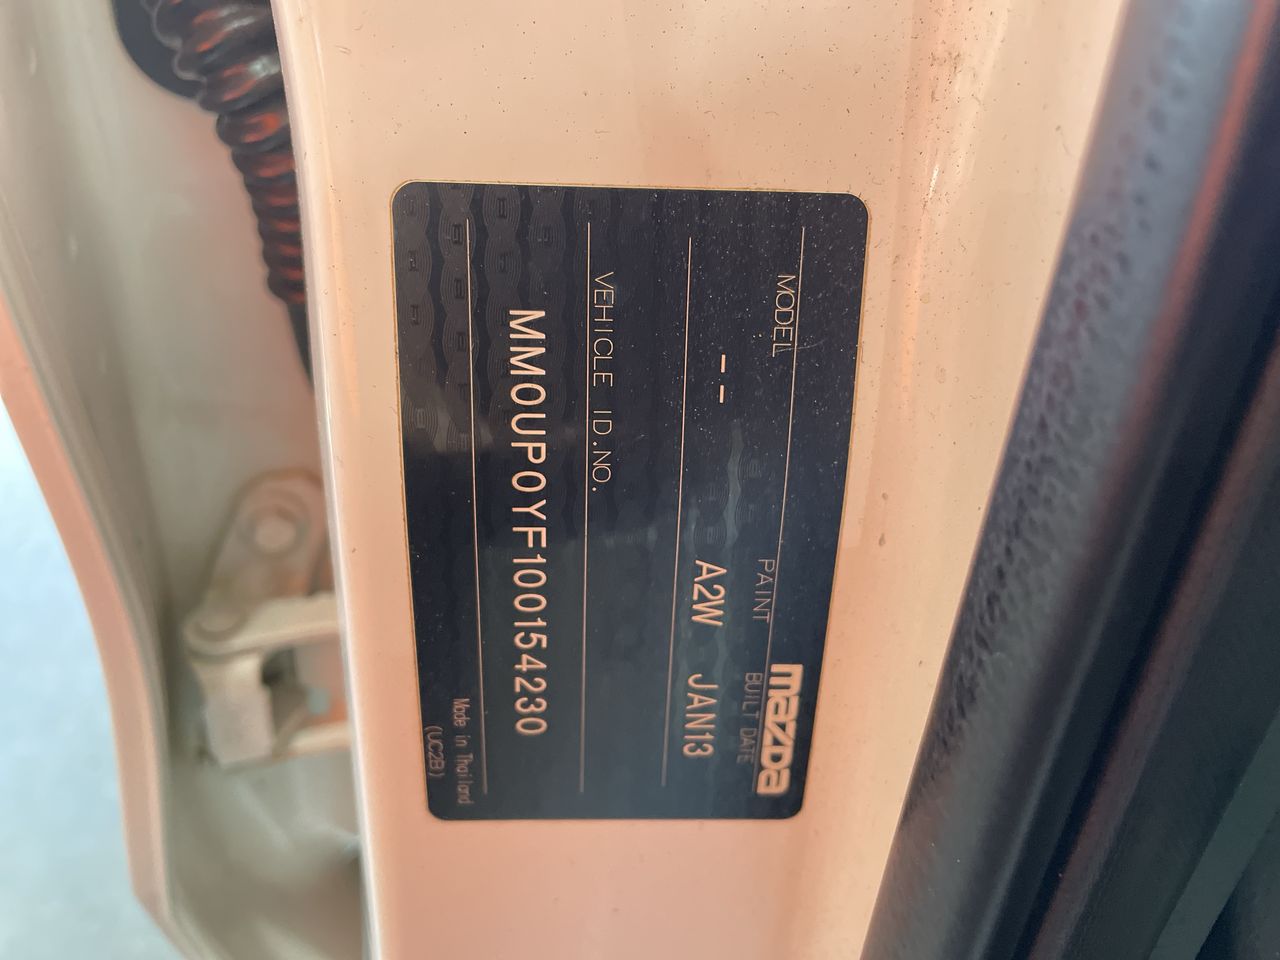 mazda
MODEL PAINT BUILT DATE
-- A2W JAN13
VEHICLE ID.NO.
MM0UP0YF100154230
Made in Thailand
(UC2B)